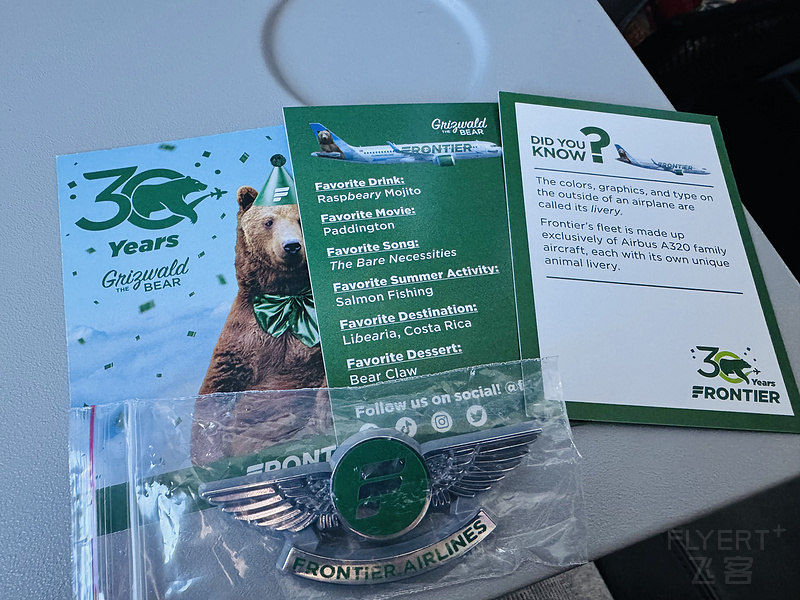 30
Years
Grizwald
THE BEAR
Grizwald
THE BEAR
FRONTIER
Favorite Drink:
Raspbeary Mojito
Favorite Movie:
Paddington
Favorite Song:
The Bare Necessities
Favorite Summer Activity:
Salmon Fishing
Favorite Destination:
Libearia, Costa Rica
Favorite Dessert:
Bear Claw
Follow us on social! @f
DID YOU
KNOW ?
FRONTIER
The colors, graphics, and type on
the outside of an airplane are
called its livery.
Frontier's fleet is made up
exclusively of Airbus A320 family
aircraft, each with its own unique
animal livery.
30
Years
FRONTIER
FRONT
F
FRONTIER AIRLINES
FLYERT+
飞客